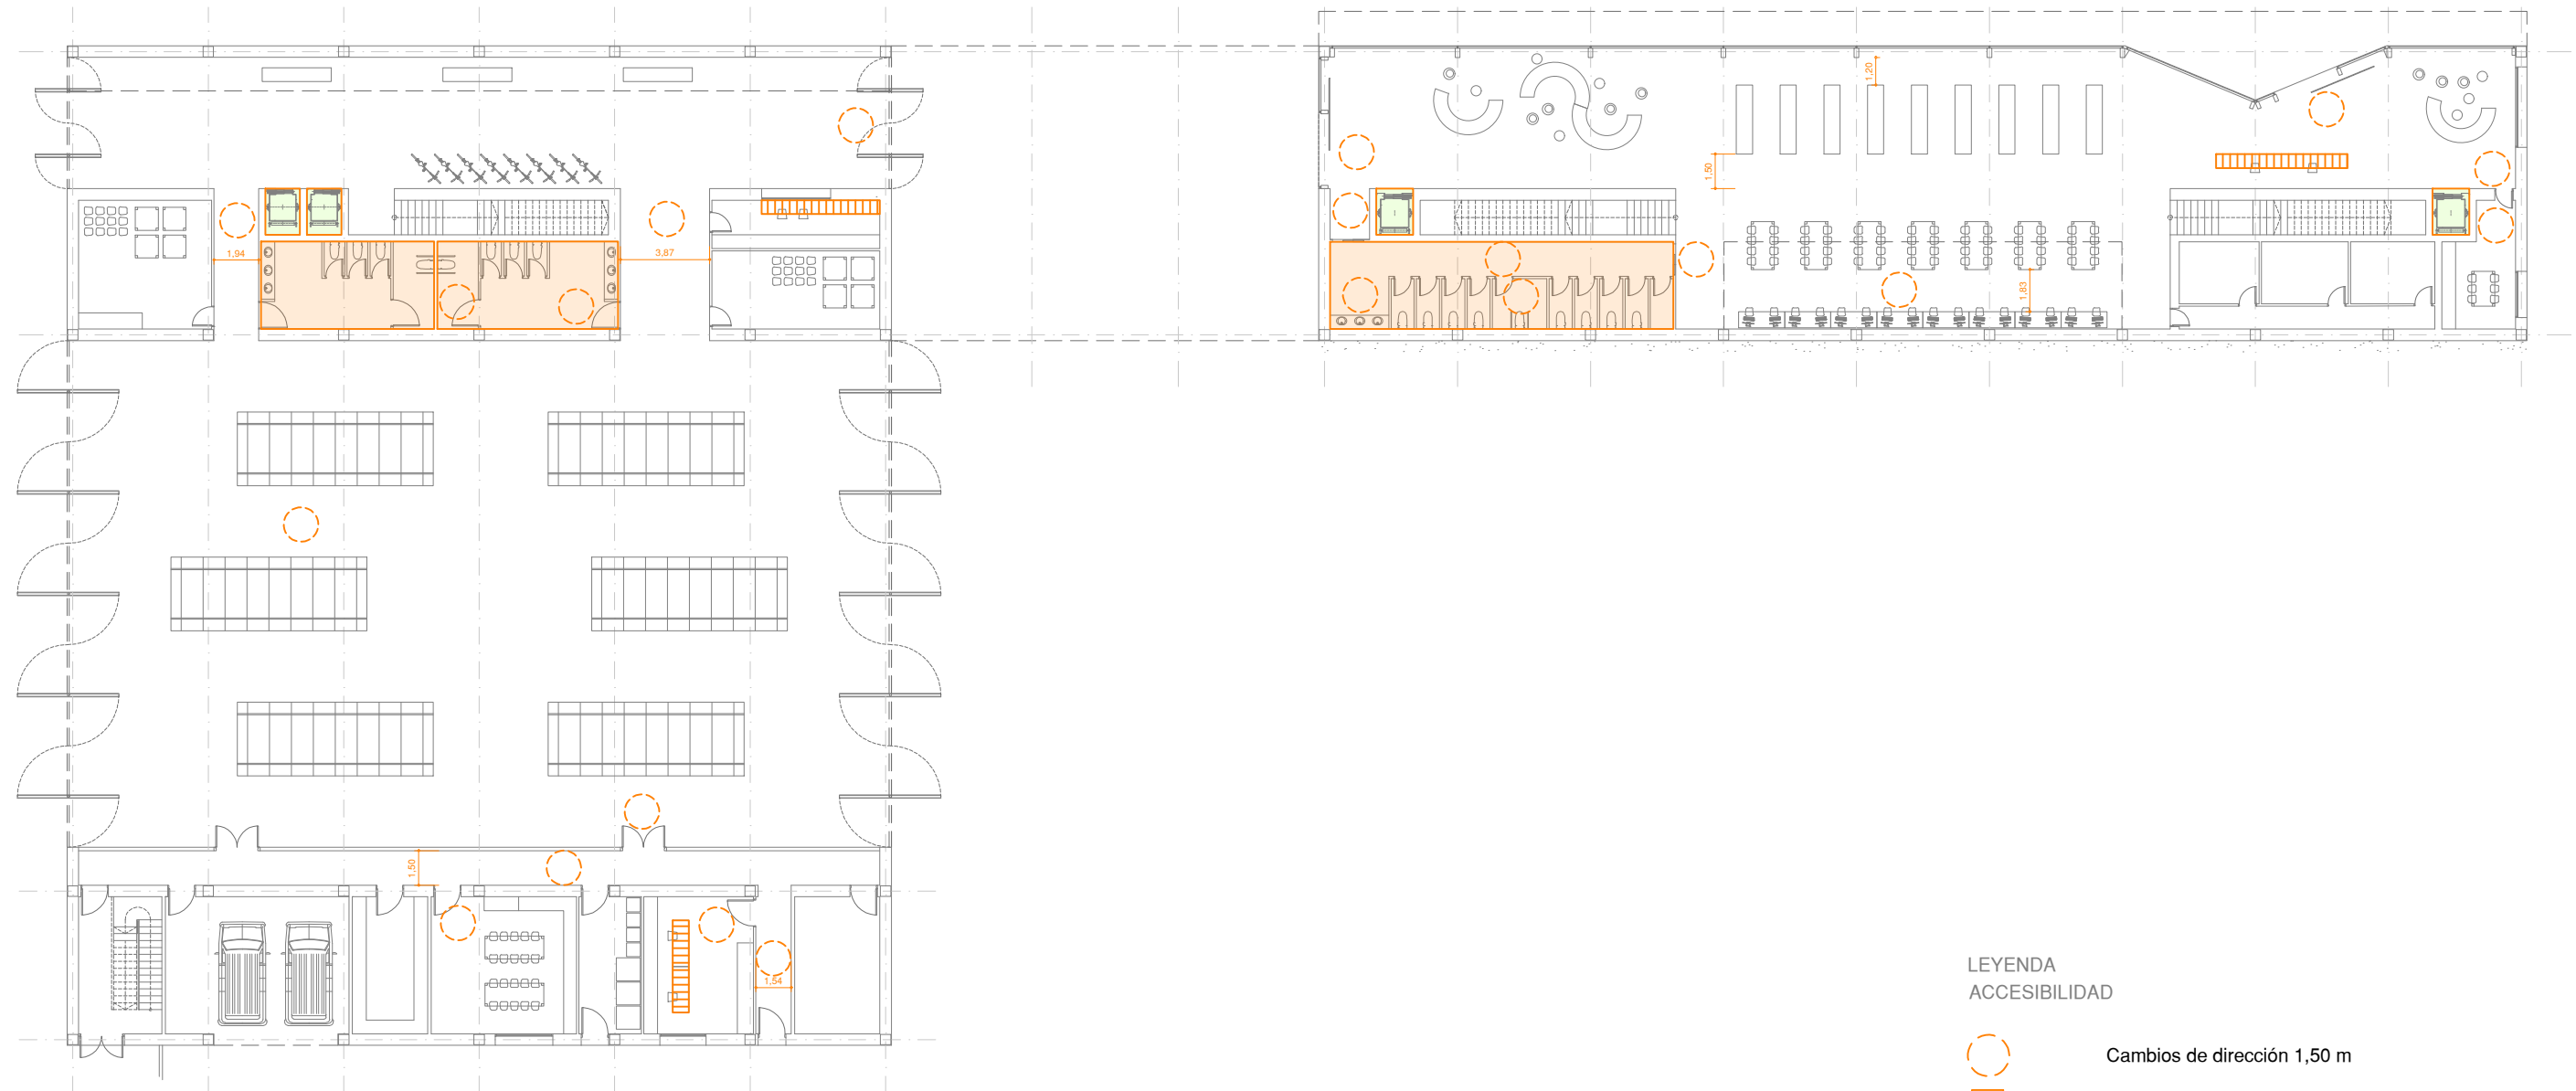 1,20
1,50
1,94
3,87
1,83
1,50
1,54
LEYENDA
ACCESIBILIDAD
Cambios de dirección 1,50 m